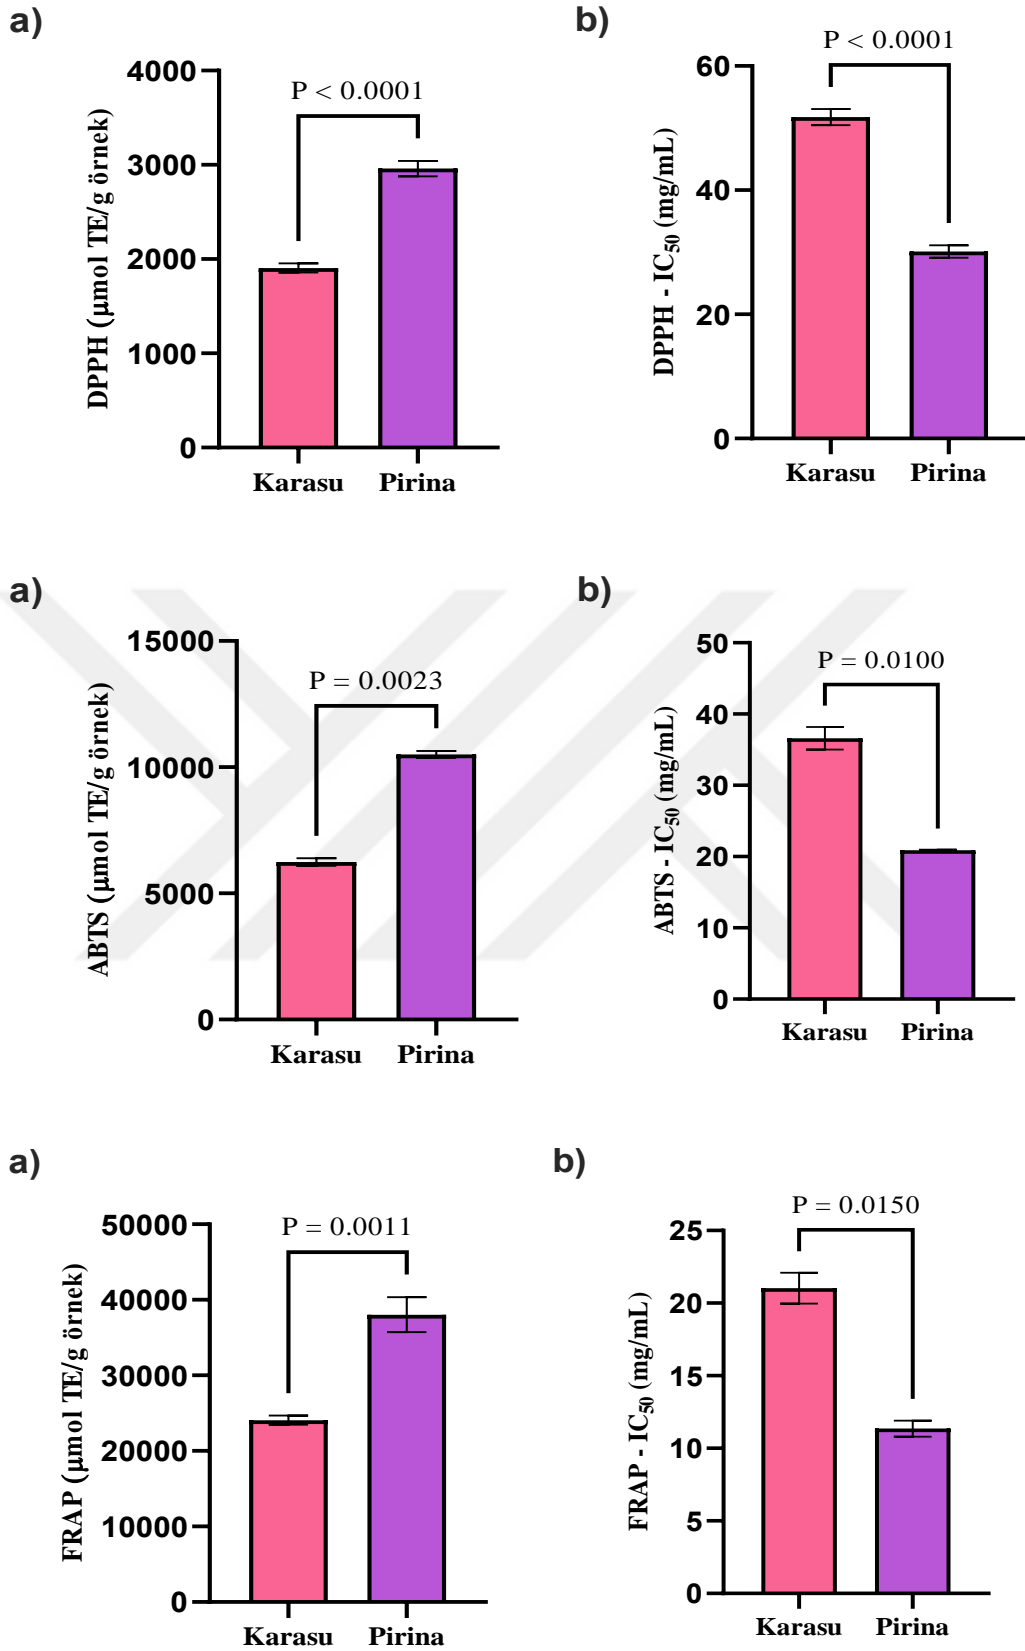 a)
P < 0.0001
DPPH (µmol TE/g örnek)
4000
3000
2000
1000
0
Karasu Pirina
b)
P < 0.0001
DPPH - IC50 (mg/mL)
60
40
20
0
Karasu Pirina
a)
P = 0.0023
ABTS (µmol TE/g örnek)
15000
10000
5000
0
Karasu Pirina
b)
P = 0.0100
ABTS - IC50 (mg/mL)
50
40
30
20
10
0
Karasu Pirina
a)
P = 0.0011
FRAP (µmol TE/g örnek)
50000
40000
30000
20000
10000
0
Karasu Pirina
b)
P = 0.0150
FRAP - IC50 (mg/mL)
25
20
15
10
5
0
Karasu Pirina